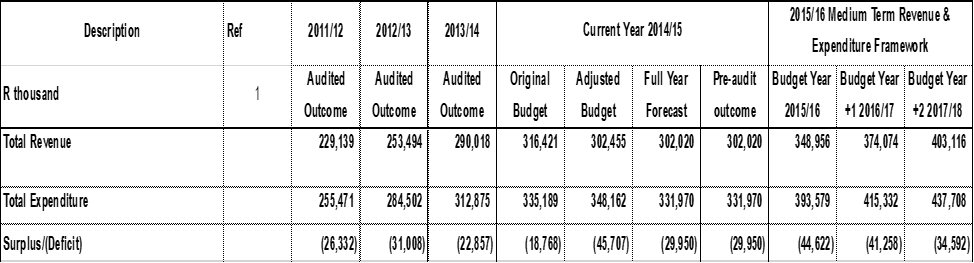 Description Ref 2011/12 2012/13 2013/14 Current Year 2014/15 2015/16 Medium Term Revenue & Expenditure Framework
R thousand 1 Audited Outcome Audited Outcome Audited Outcome Original Budget Adjusted Budget Full Year Forecast Pre-audit outcome Budget Year 2015/16 Budget Year +1 2016/17 Budget Year +2 2017/18
Total Revenue 229,139 253,494 290,018 316,421 302,455 302,020 302,020 348,956 374,074 403,116
Total Expenditure 255,471 284,502 312,875 335,189 348,162 331,970 331,970 393,579 415,332 437,708
Surplus/(Deficit) (26,332) (31,008) (22,857) (18,768) (45,707) (29,950) (29,950) (44,622) (41,258) (34,592)